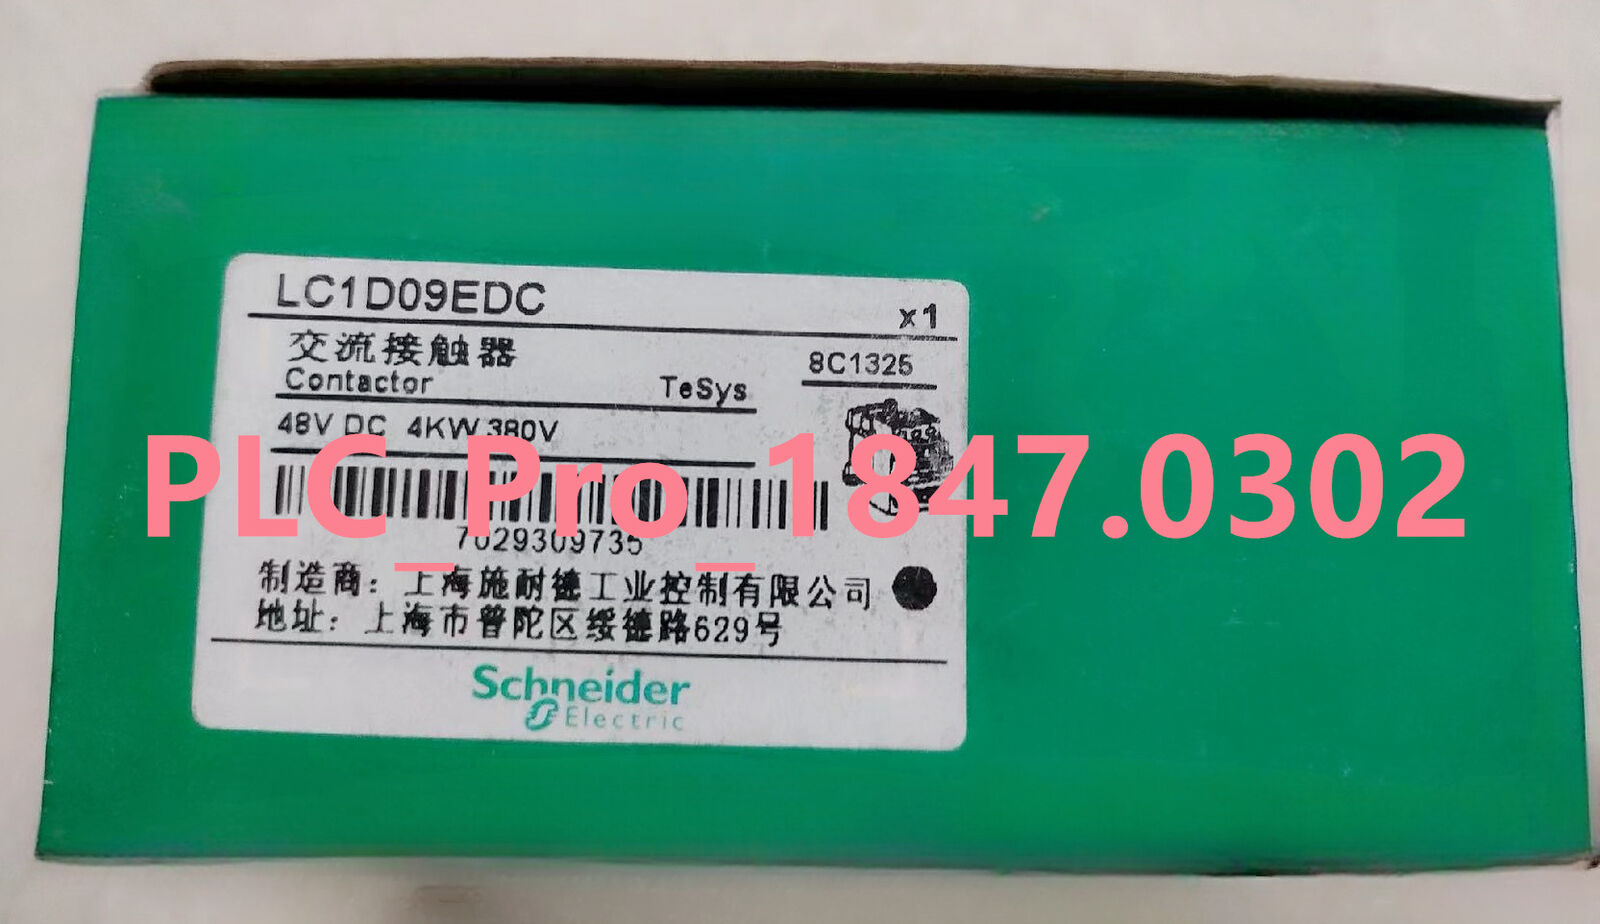 LC1D09EDC
x1
交流接触器
8C1325
Contactor
TeSys
48V DC 4KW 380V
PLC_Pro_1847.0302
7029309735
制造商：上海施耐德工业控制有限公司
地址：上海市普陀区绥德路629号
Schneider
Electric